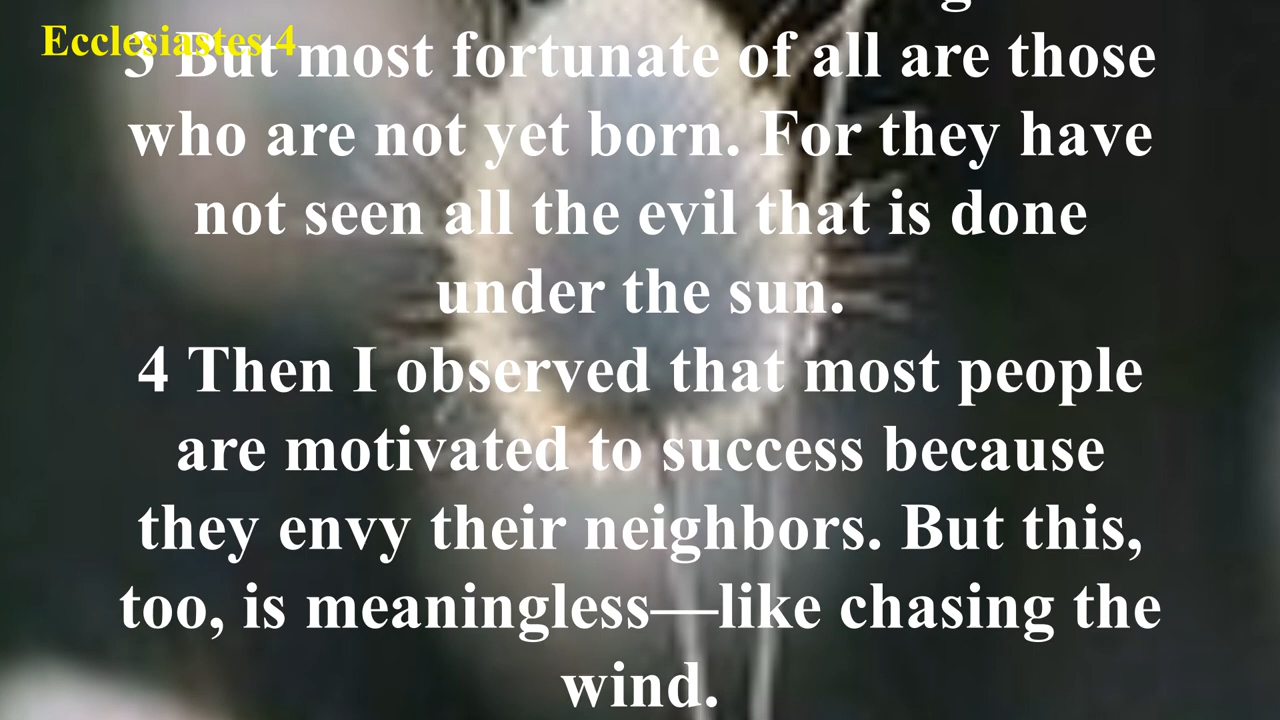 Ecclesiastes 4
3 But most fortunate of all are those
who are not yet born. For they have
not seen all the evil that is done
under the sun.
4 Then I observed that most people
are motivated to success because
they envy their neighbors. But this,
too, is meaningless—like chasing the
wind.